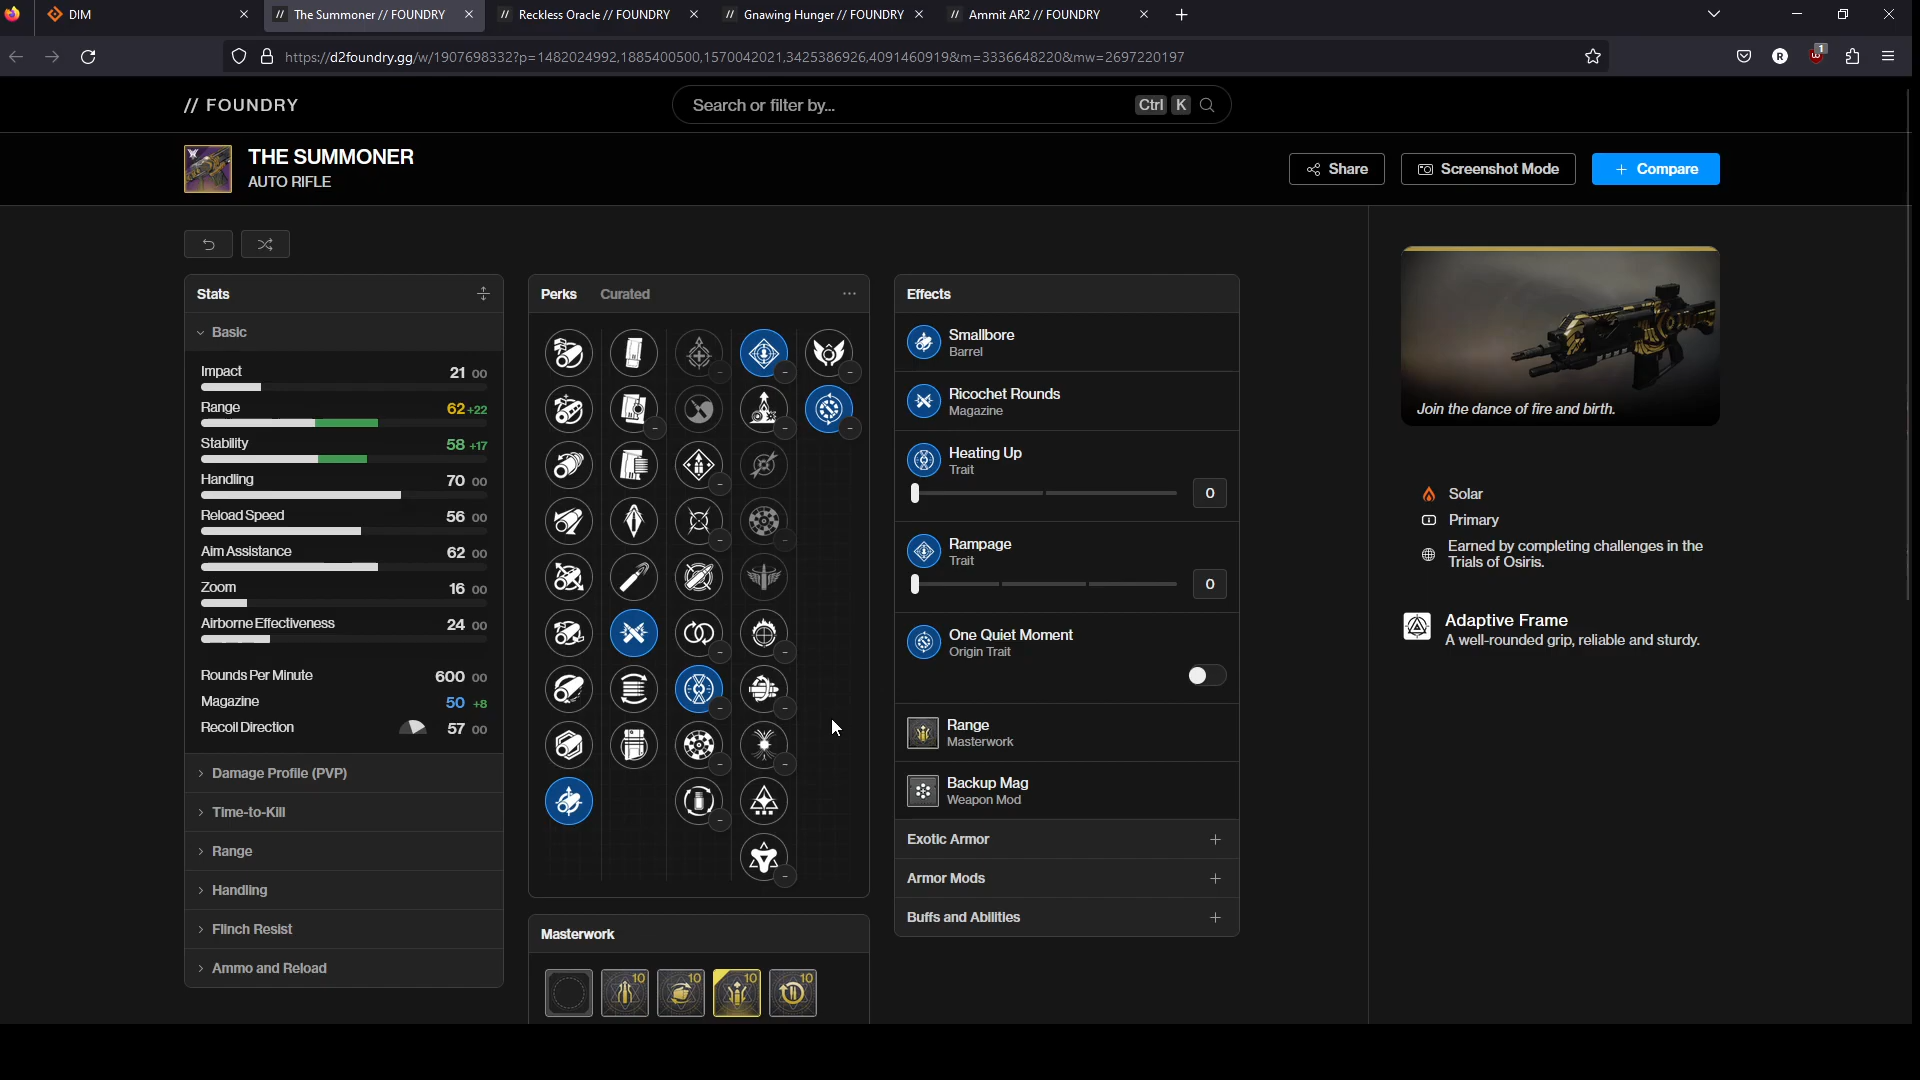 DIM
// The Summoner // FOUNDRY
// Reckless Oracle // FOUNDRY
// Gnawing Hunger // FOUNDRY
// Ammit AR2 // FOUNDRY
https://d2foundry.gg/w/1907698332?p=1482024992,1885400500,1570042021,3425386926,4091460919&m=3336648220&mw=2697220197
R
1
// FOUNDRY
Search or filter by...
Ctrl K
THE SUMMONER
AUTO RIFLE
Share
Screenshot Mode
+ Compare
Stats
Basic
Impact 21 00
Range 62 +22
Stability 58 +17
Handling 70 00
Reload Speed 56 00
Aim Assistance 62 00
Zoom 16 00
Airborne Effectiveness 24 00
Rounds Per Minute 600 00
Magazine 50 +8
Recoil Direction 57 00
Damage Profile (PVP)
Time-to-Kill
Range
Handling
Flinch Resist
Ammo and Reload
Perks Curated ...
Masterwork
10 10 10 10
Effects
Smallbore
Barrel
Ricochet Rounds
Magazine
Heating Up
Trait
0
Rampage
Trait
0
One Quiet Moment
Origin Trait
Range
Masterwork
Backup Mag
Weapon Mod
Exotic Armor +
Armor Mods +
Buffs and Abilities +
Join the dance of fire and birth.
Solar
Primary
Earned by completing challenges in the
Trials of Osiris.
Adaptive Frame
A well-rounded grip, reliable and sturdy.